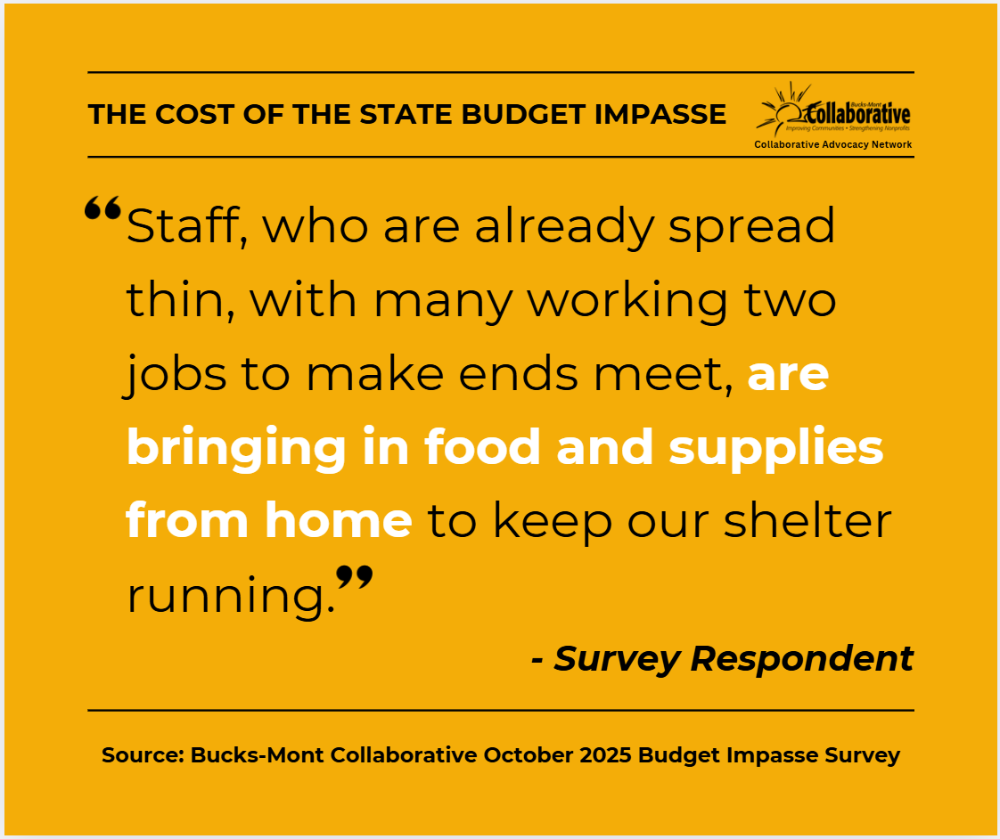 THE COST OF THE STATE BUDGET IMPASSE
Bucks-Mont
Collaborative
Improving Communities • Strengthening Nonprofits
Collaborative Advocacy Network
“Staff, who are already spread
thin, with many working two
jobs to make ends meet, are
bringing in food and supplies
from home to keep our shelter
running.”
- Survey Respondent
Source: Bucks-Mont Collaborative October 2025 Budget Impasse Survey